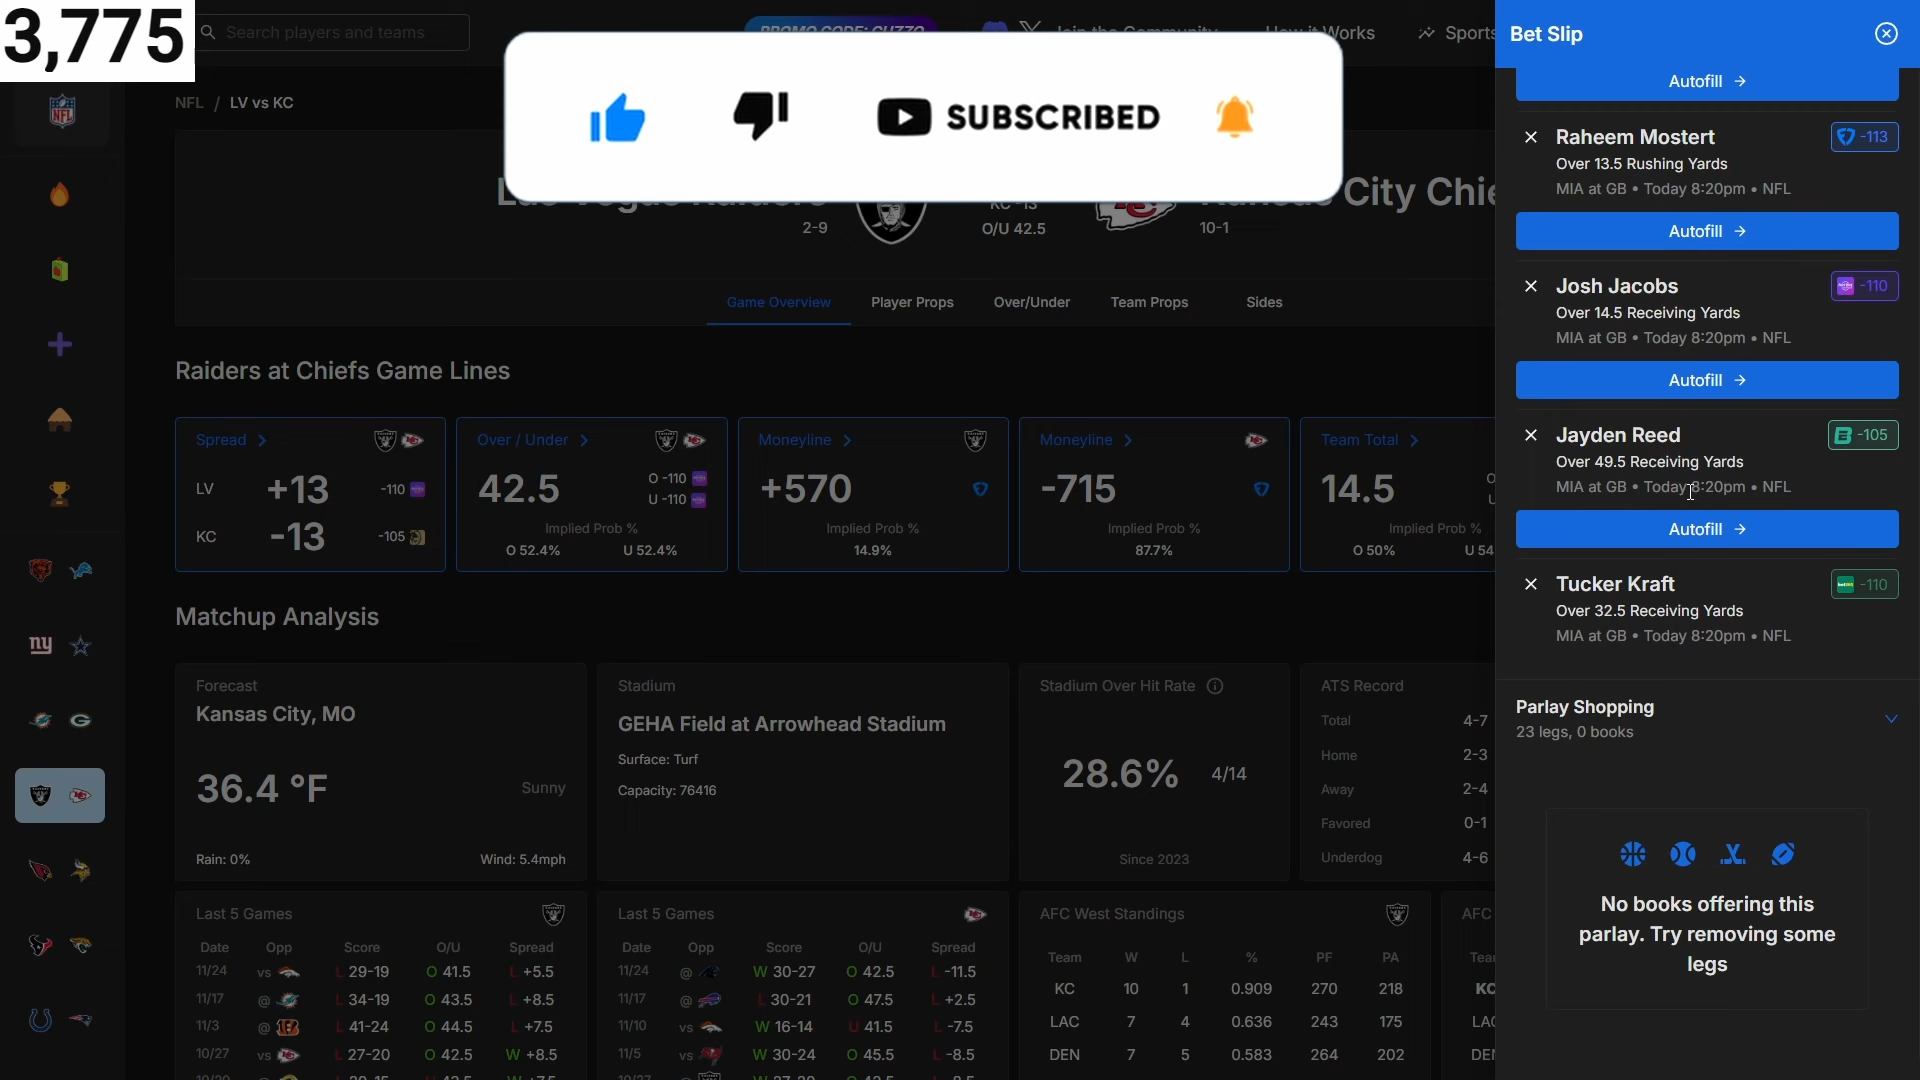 3,775
Search players and teams
PROMO CODE: CUZZO
Join the Community
How it Works
Sports
NFL / LV vs KC
SUBSCRIBED
2-9
KC -13
O/U 42.5
City Chie
10-1
Game Overview
Player Props
Over/Under
Team Props
Sides
Raiders at Chiefs Game Lines
Spread
LV +13 -110
KC -13 -105
Over / Under
42.5
O -110
U -110
Implied Prob %
O 52.4% U 52.4%
Moneyline
+570
Implied Prob %
14.9%
Moneyline
-715
Implied Prob %
87.7%
Team Total
14.5
Implied Prob %
O 50% U 54
Matchup Analysis
Forecast
Kansas City, MO
36.4 °F
Sunny
Rain: 0% Wind: 5.4mph
Stadium
GEHA Field at Arrowhead Stadium
Surface: Turf
Capacity: 76416
Stadium Over Hit Rate
28.6% 4/14
Since 2023
ATS Record
Total 4-7
Home 2-3
Away 2-4
Favored 0-1
Underdog 4-6
Last 5 Games
Date Opp Score O/U Spread
11/24 vs L 29-19 O 41.5 L +5.5
11/17 @ L 34-19 O 43.5 L +8.5
11/3 @ L 41-24 O 44.5 L +7.5
10/27 vs L 27-20 O 42.5 W +8.5
Last 5 Games
Date Opp Score O/U Spread
11/24 @ W 30-27 O 42.5 L -11.5
11/17 @ L 30-21 O 47.5 L +2.5
11/10 vs W 16-14 U 41.5 L -7.5
11/5 vs W 30-24 O 45.5 L -8.5
AFC West Standings
Team W L % PF PA
KC 10 1 0.909 270 218
LAC 7 4 0.636 243 175
DEN 7 5 0.583 264 202
AFC
KC
Bet Slip
Autofill →
Raheem Mostert -113
Over 13.5 Rushing Yards
MIA at GB • Today 8:20pm • NFL
Autofill →
Josh Jacobs -110
Over 14.5 Receiving Yards
MIA at GB • Today 8:20pm • NFL
Autofill →
Jayden Reed -105
Over 49.5 Receiving Yards
MIA at GB • Today 8:20pm • NFL
Autofill →
Tucker Kraft -110
Over 32.5 Receiving Yards
MIA at GB • Today 8:20pm • NFL
Parlay Shopping
23 legs, 0 books
No books offering this
parlay. Try removing some
legs